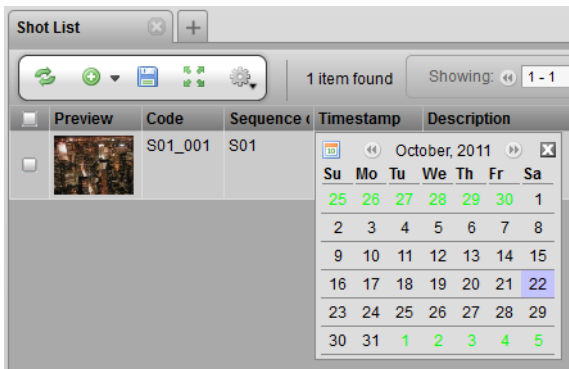 Shot List
1 item found Showing: 1 - 1
Preview Code Sequence c Timestamp Description
S01_001 S01
October, 2011
Su Mo Tu We Th Fr Sa
25 26 27 28 29 30 1
2 3 4 5 6 7 8
9 10 11 12 13 14 15
16 17 18 19 20 21 22
23 24 25 26 27 28 29
30 31 1 2 3 4 5